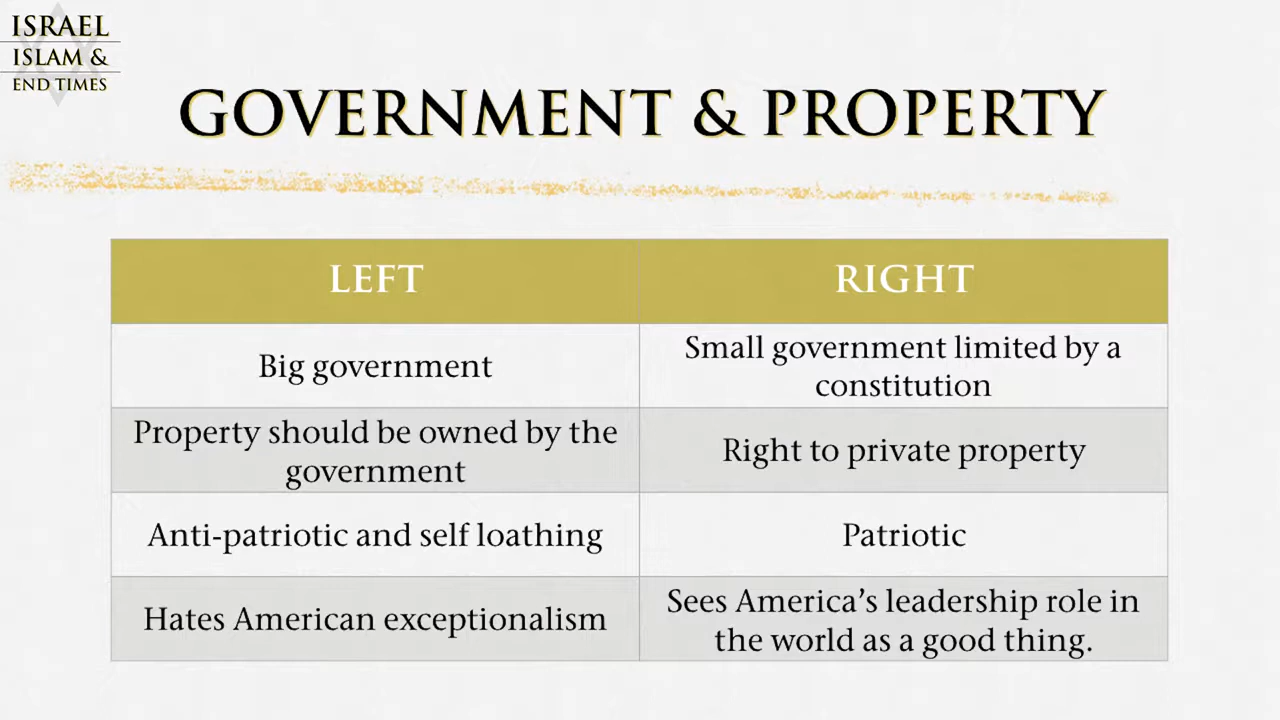 ISRAEL
ISLAM &
END TIMES
GOVERNMENT & PROPERTY
LEFT
RIGHT
Big government
Small government limited by a
constitution
Property should be owned by the
government
Right to private property
Anti-patriotic and self loathing
Patriotic
Hates American exceptionalism
Sees America’s leadership role in
the world as a good thing.